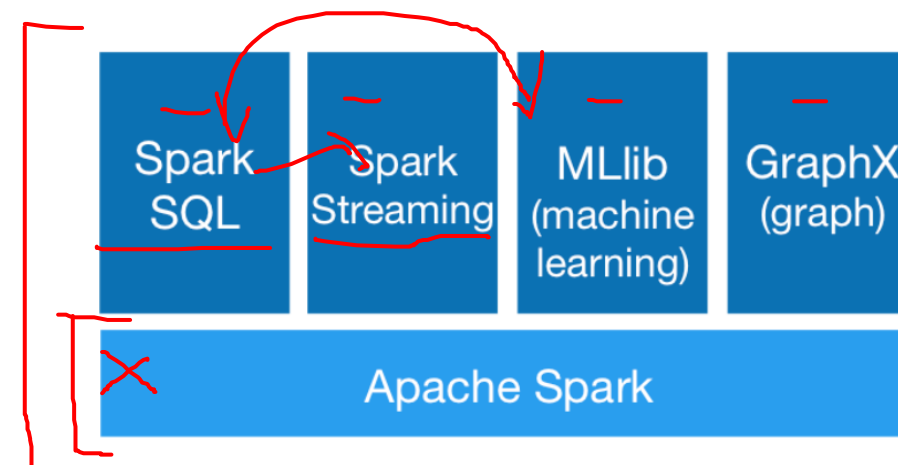 Spark
SQL
Spark
Streaming
MLlib
(machine
learning)
GraphX
(graph)
Apache Spark